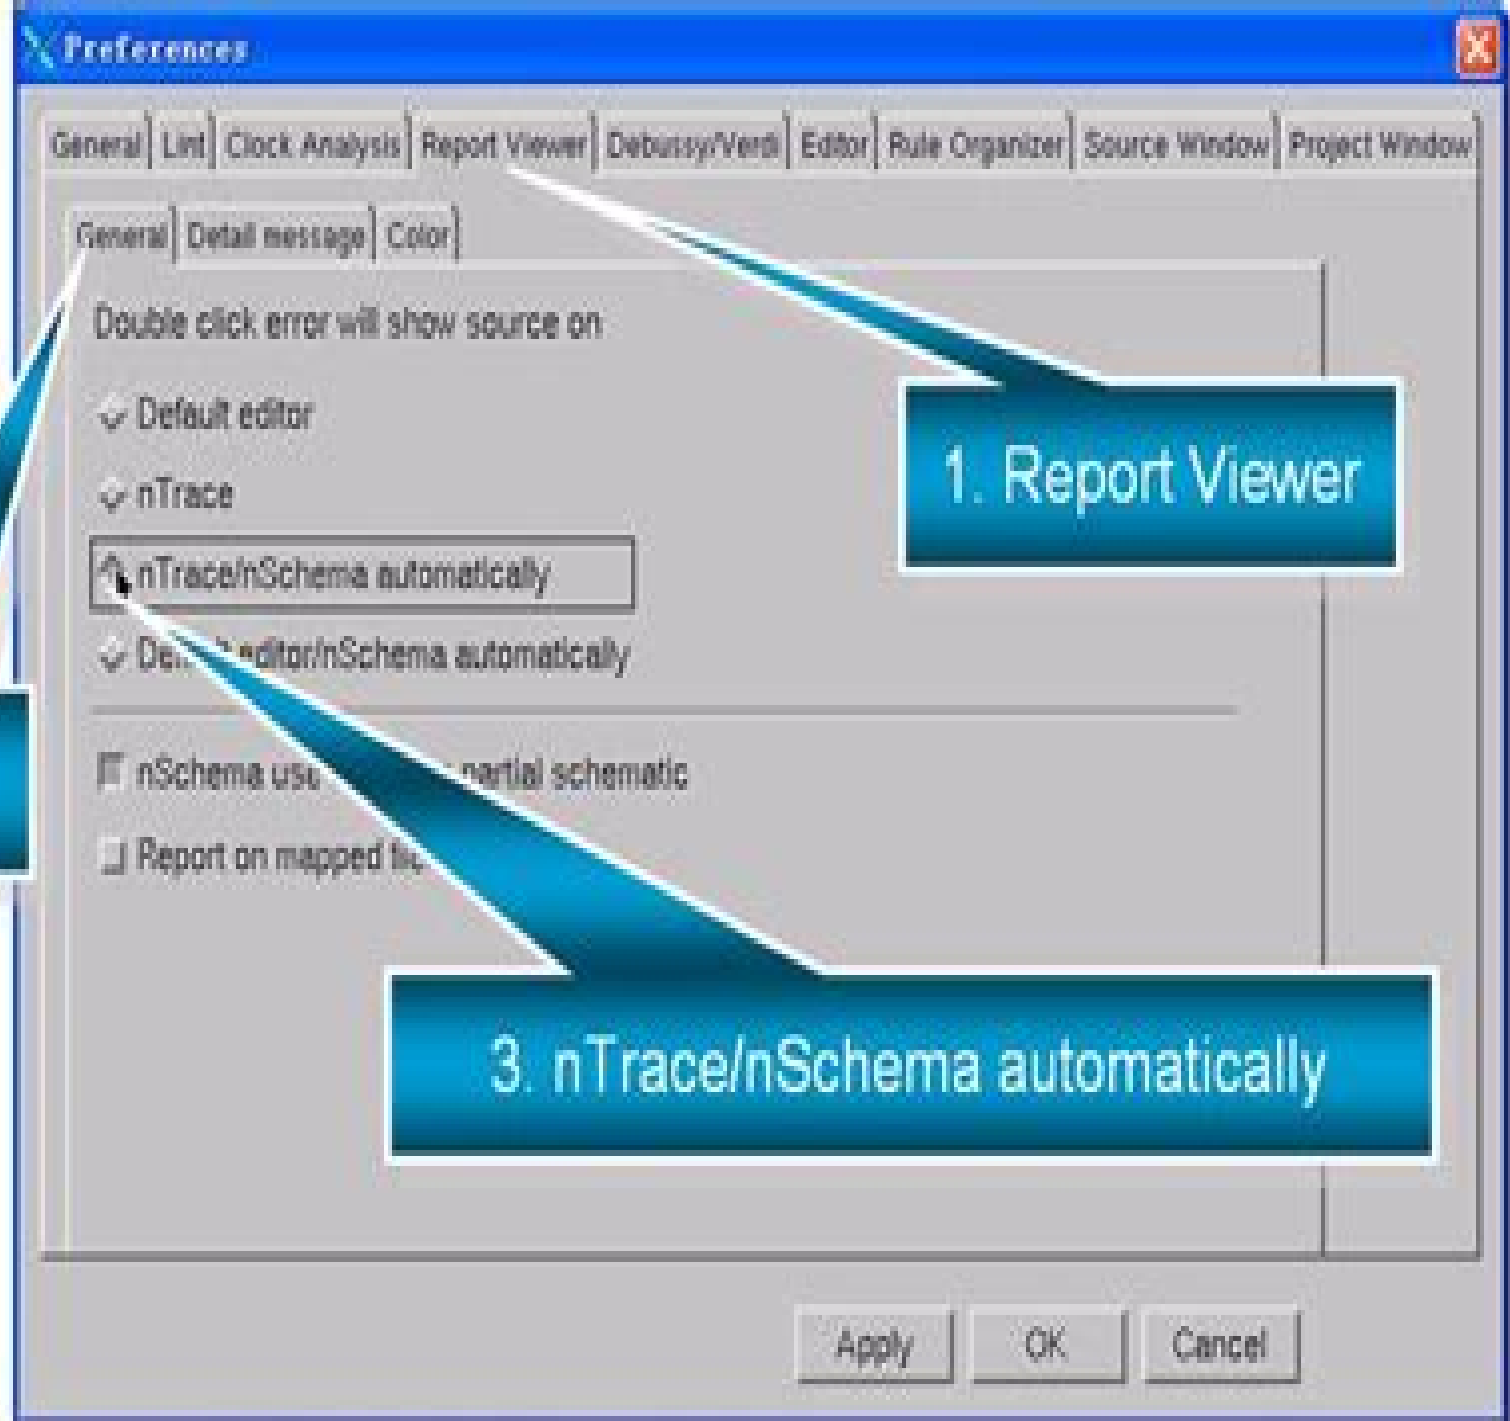 Preferences
General Lint Clock Analysis Report Viewer Debussy/Verdi Editor Rule Organizer Source Window Project Window
General Detail message Color
Double click error will show source on
Default editor
nTrace
1. Report Viewer
nTrace/nSchema automatically
editor/nSchema automatically
nSchema partial schematic
Report on mapped
3. nTrace/nSchema automatically
Apply OK Cancel